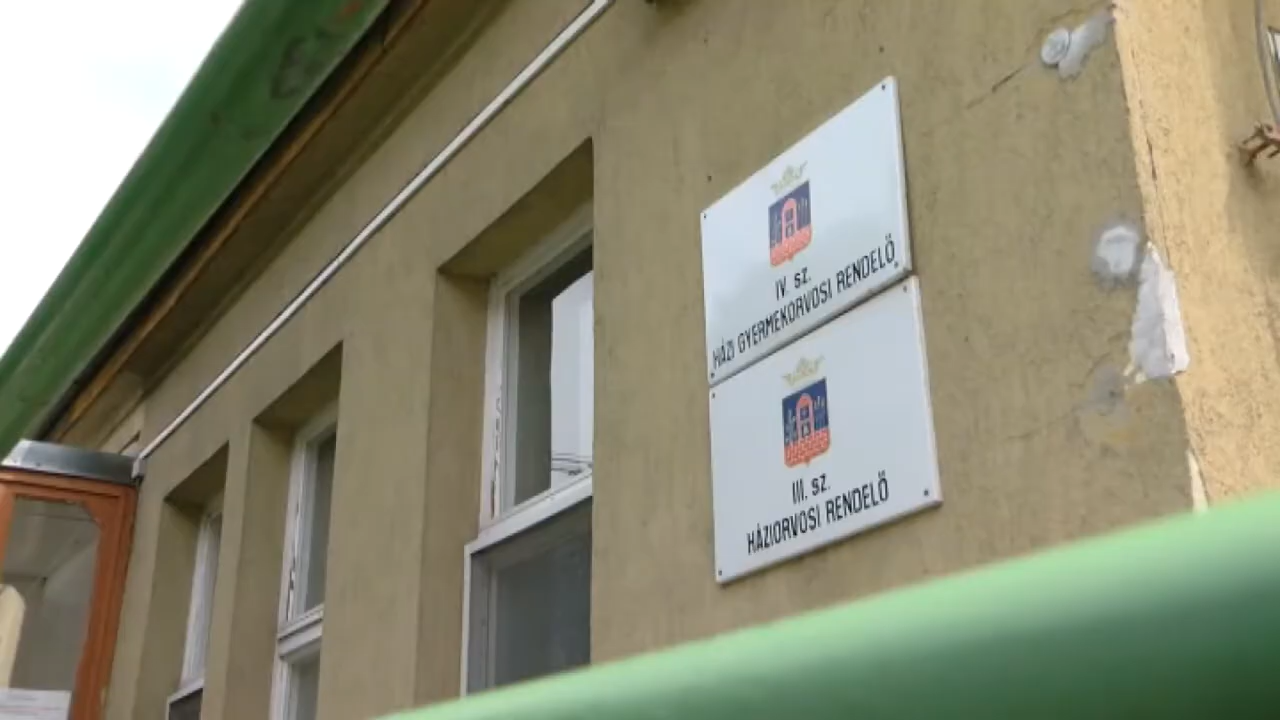 IV. SZ.
HÁZI GYERMEKORVOSI RENDELŐ
III. SZ.
HÁZIORVOSI RENDELŐ